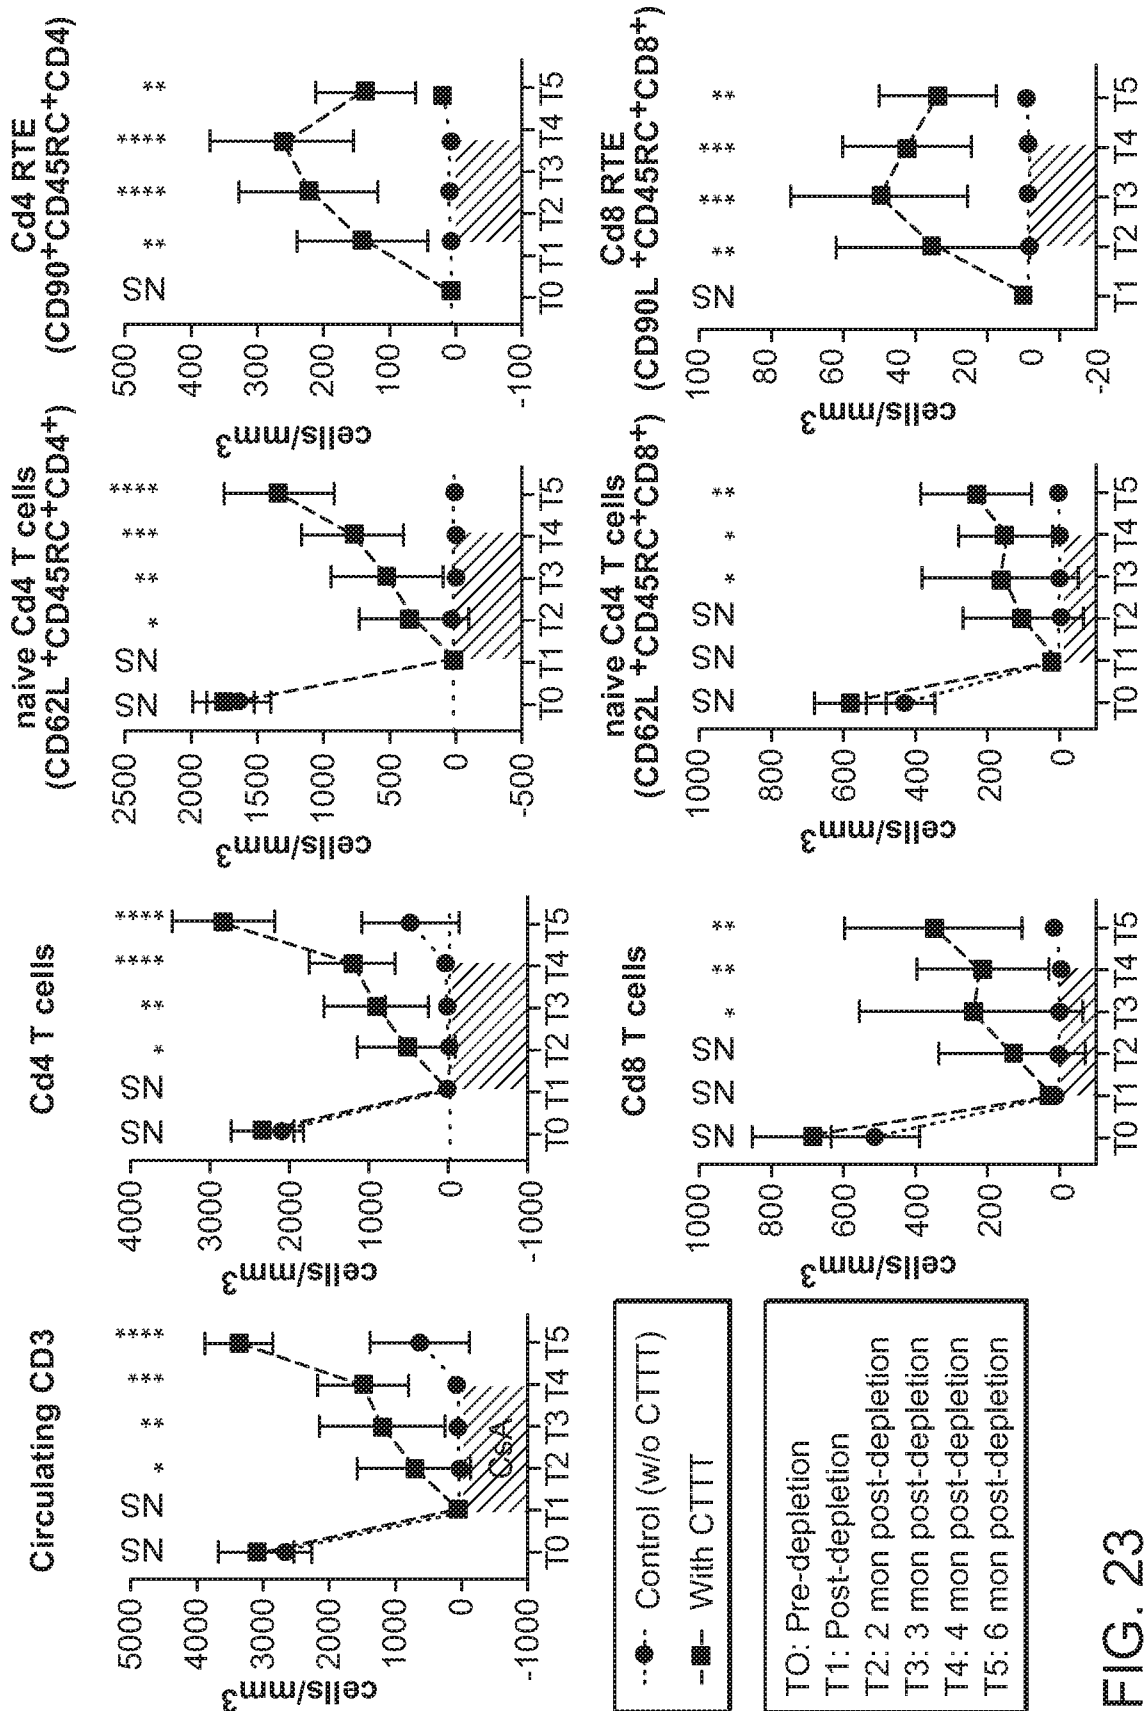 Circulating CD3
NS NS * ** *** ****
5000
4000
3000
2000
1000
0
cells/mm3
CsA
T0 T1 T2 T3 T4 T5
Cd4 T cells
NS NS * ** **** ****
4000
3000
2000
1000
0
-1000
cells/mm3
T0 T1 T2 T3 T4 T5
naive Cd4 T cells
(CD62L +CD45RC+CD4+)
NS NS * ** *** ****
2500
2000
1500
1000
500
0
-500
cells/mm3
T0 T1 T2 T3 T4 T5
Cd4 RTE
(CD90+CD45RC+CD4)
NS ** **** **** **
500
400
300
200
100
0
-100
cells/mm3
T0 T1 T2 T3 T4 T5
Control (w/o CTTT)
With CTTT
TO: Pre-depletion
T1: Post-depletion
T2: 2 mon post-depletion
T3: 3 mon post-depletion
T4: 4 mon post-depletion
T5: 6 mon post-depletion
Cd8 T cells
NS NS NS * ** **
1000
800
600
400
200
0
cells/mm3
T0 T1 T2 T3 T4 T5
naive Cd4 T cells
(CD62L +CD45RC+CD8+)
NS NS NS * * **
1000
800
600
400
200
0
cells/mm3
T0 T1 T2 T3 T4 T5
Cd8 RTE
(CD90L +CD45RC+CD8+)
NS ** *** *** **
100
80
60
40
20
0
-20
cells/mm3
T1 T2 T3 T4 T5
FIG. 23